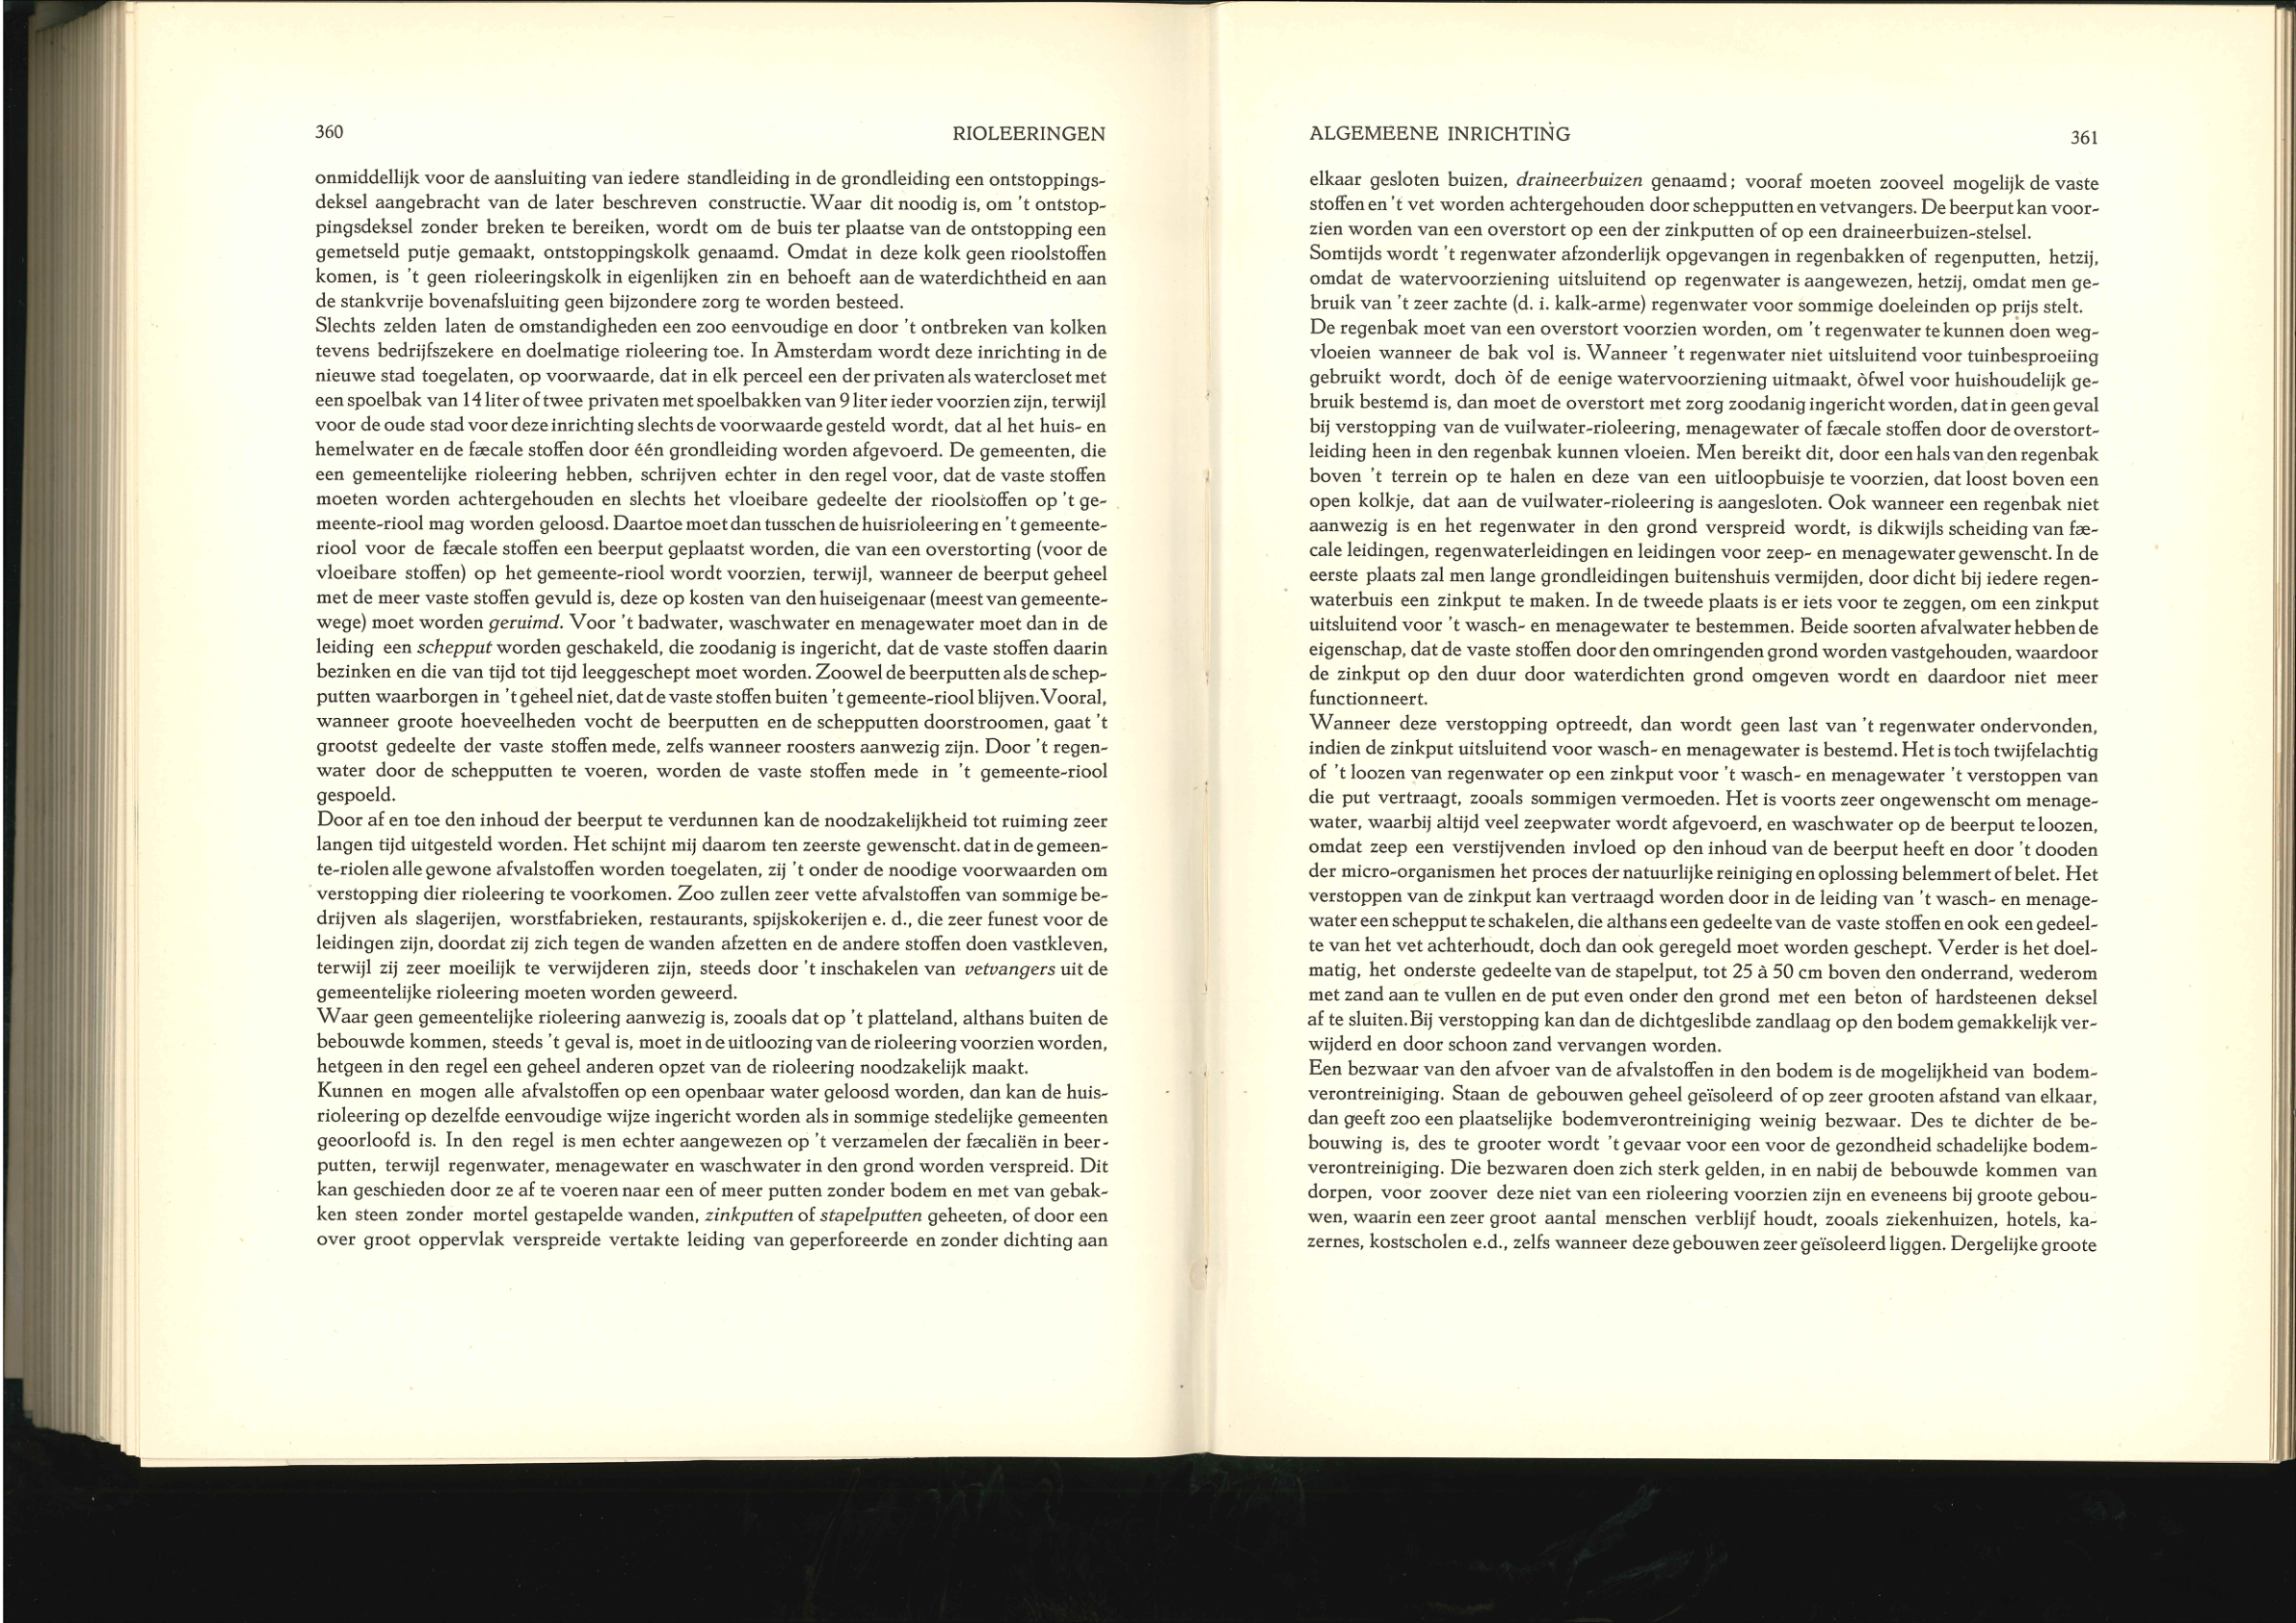 360 RIOLEERINGEN
onmiddellijk voor de aansluiting van iedere standleiding in de grondleiding een ontstoppings-
deksel aangebracht van de later beschreven constructie. Waar dit noodig is, om 't ontstop-
pingsdeksel zonder breken te bereiken, wordt om de buis ter plaatse van de ontstopping een
gemetseld putje gemaakt, ontstoppingskolk genaamd. Omdat in deze kolk geen rioolstoffen
komen, is 't geen rioleeringskolk in eigenlijken zin en behoeft aan de waterdichtheid en aan
de stankvrije bovenafsluiting geen bijzondere zorg te worden besteed.
Slechts zelden laten de omstandigheden een zoo eenvoudige en door 't ontbreken van kolken
tevens bedrijfszekere en doelmatige rioleering toe. In Amsterdam wordt deze inrichting in de
nieuwe stad toegelaten, op voorwaarde, dat in elk perceel een der privaten als watercloset met
een spoelbak van 14 liter of twee privaten met spoelbakken van 9 liter ieder voorzien zijn, terwijl
voor de oude stad voor deze inrichting slechts de voorwaarde gesteld wordt, dat al het huis- en
hemelwater en de fæcale stoffen door één grondleiding worden afgevoerd. De gemeenten, die
een gemeentelijke rioleering hebben, schrijven echter in den regel voor, dat de vaste stoffen
moeten worden achtergehouden en slechts het vloeibare gedeelte der rioolstoffen op 't ge-
meente-riool mag worden geloosd. Daartoe moet dan tusschen de huisrioleering en 't gemeente-
riool voor de fæcale stoffen een beerput geplaatst worden, die van een overstorting (voor de
vloeibare stoffen) op het gemeente-riool wordt voorzien, terwijl, wanneer de beerput geheel
met de meer vaste stoffen gevuld is, deze op kosten van den huiseigenaar (meest van gemeente-
wege) moet worden geruimd. Voor 't badwater, waschwater en menagewater moet dan in de
leiding een schepput worden geschakeld, die zoodanig is ingericht, dat de vaste stoffen daarin
bezinken en die van tijd tot tijd leeggeschept moet worden. Zoowel de beerputten als de schep-
putten waarborgen in 't geheel niet, dat de vaste stoffen buiten 't gemeente-riool blijven. Vooral,
wanneer groote hoeveelheden vocht de beerputten en de schepputten doorstroomen, gaat 't
grootst gedeelte der vaste stoffen mede, zelfs wanneer roosters aanwezig zijn. Door 't regen-
water door de schepputten te voeren, worden de vaste stoffen mede in 't gemeente-riool
gespoeld.
Door af en toe den inhoud der beerput te verdunnen kan de noodzakelijkheid tot ruiming zeer
langen tijd uitgesteld worden. Het schijnt mij daarom ten zeerste gewenscht. dat in de gemeen-
te-riolen alle gewone afvalstoffen worden toegelaten, zij 't onder de noodige voorwaarden om
verstopping dier rioleering te voorkomen. Zoo zullen zeer vette afvalstoffen van sommige be-
drijven als slagerijen, worstfabrieken, restaurants, spijskokerijen e. d., die zeer funest voor de
leidingen zijn, doordat zij zich tegen de wanden afzetten en de andere stoffen doen vastkleven,
terwijl zij zeer moeilijk te verwijderen zijn, steeds door 't inschakelen van vetvangers uit de
gemeentelijke rioleering moeten worden geweerd.
Waar geen gemeentelijke rioleering aanwezig is, zooals dat op 't platteland, althans buiten de
bebouwde kommen, steeds 't geval is, moet in de uitloozing van de rioleering voorzien worden,
hetgeen in den regel een geheel anderen opzet van de rioleering noodzakelijk maakt.
Kunnen en mogen alle afvalstoffen op een openbaar water geloosd worden, dan kan de huis-
rioleering op dezelfde eenvoudige wijze ingericht worden als in sommige stedelijke gemeenten
geoorloofd is. In den regel is men echter aangewezen op 't verzamelen der fæcaliën in beer-
putten, terwijl regenwater, menagewater en waschwater in den grond worden verspreid. Dit
kan geschieden door ze af te voeren naar een of meer putten zonder bodem en met van gebak-
ken steen zonder mortel gestapelde wanden, zinkputten of stapelputten geheeten, of door een
over groot oppervlak verspreide vertakte leiding van geperforeerde en zonder dichting aan
ALGEMEENE INRICHTING 361
elkaar gesloten buizen, draineerbuizen genaamd; vooraf moeten zooveel mogelijk de vaste
stoffen en 't vet worden achtergehouden door schepputten en vetvangers. De beerput kan voor-
zien worden van een overstort op een der zinkputten of op een draineerbuizen-stelsel.
Somtijds wordt 't regenwater afzonderlijk opgevangen in regenbakken of regenputten, hetzij,
omdat de watervoorziening uitsluitend op regenwater is aangewezen, hetzij, omdat men ge-
bruik van 't zeer zachte (d. i. kalk-arme) regenwater voor sommige doeleinden op prijs stelt.
De regenbak moet van een overstort voorzien worden, om 't regenwater te kunnen doen weg-
vloeien wanneer de bak vol is. Wanneer 't regenwater niet uitsluitend voor tuinbesproeiing
gebruikt wordt, doch òf de eenige watervoorziening uitmaakt, òfwel voor huishoudelijk ge-
bruik bestemd is, dan moet de overstort met zorg zoodanig ingericht worden, dat in geen geval
bij verstopping van de vuilwater-rioleering, menagewater of fæcale stoffen door de overstort-
leiding heen in den regenbak kunnen vloeien. Men bereikt dit, door een hals van den regenbak
boven 't terrein op te halen en deze van een uitloopbuisje te voorzien, dat loost boven een
open kolkje, dat aan de vuilwater-rioleering is aangesloten. Ook wanneer een regenbak niet
aanwezig is en het regenwater in den grond verspreid wordt, is dikwijls scheiding van fæ-
cale leidingen, regenwaterleidingen en leidingen voor zeep- en menagewater gewenscht. In de
eerste plaats zal men lange grondleidingen buitenshuis vermijden, door dicht bij iedere regen-
waterbuis een zinkput te maken. In de tweede plaats is er iets voor te zeggen, om een zinkput
uitsluitend voor 't wasch- en menagewater te bestemmen. Beide soorten afvalwater hebben de
eigenschap, dat de vaste stoffen door den omringenden grond worden vastgehouden, waardoor
de zinkput op den duur door waterdichten grond omgeven wordt en daardoor niet meer
functionneert.
Wanneer deze verstopping optreedt, dan wordt geen last van 't regenwater ondervonden,
indien de zinkput uitsluitend voor wasch- en menagewater is bestemd. Het is toch twijfelachtig
of 't loozen van regenwater op een zinkput voor 't wasch- en menagewater 't verstoppen van
die put vertraagt, zooals sommigen vermoeden. Het is voorts zeer ongewenscht om menage-
water, waarbij altijd veel zeepwater wordt afgevoerd, en waschwater op de beerput te loozen,
omdat zeep een verstijvenden invloed op den inhoud van de beerput heeft en door 't dooden
der micro-organismen het proces der natuurlijke reiniging en oplossing belemmert of belet. Het
verstoppen van de zinkput kan vertraagd worden door in de leiding van 't wasch- en menage-
water een schepput te schakelen, die althans een gedeelte van de vaste stoffen en ook een gedeel-
te van het vet achterhoudt, doch dan ook geregeld moet worden geschept. Verder is het doel-
matig, het onderste gedeelte van de stapelput, tot 25 à 50 cm boven den onderrand, wederom
met zand aan te vullen en de put even onder den grond met een beton of hardsteenen deksel
af te sluiten. Bij verstopping kan dan de dichtgeslibde zandlaag op den bodem gemakkelijk ver-
wijderd en door schoon zand vervangen worden.
Een bezwaar van den afvoer van de afvalstoffen in den bodem is de mogelijkheid van bodem-
verontreiniging. Staan de gebouwen geheel geïsoleerd of op zeer grooten afstand van elkaar,
dan geeft zoo een plaatselijke bodemverontreiniging weinig bezwaar. Des te dichter de be-
bouwing is, des te grooter wordt 't gevaar voor een voor de gezondheid schadelijke bodem-
verontreiniging. Die bezwaren doen zich sterk gelden, in en nabij de bebouwde kommen van
dorpen, voor zoover deze niet van een rioleering voorzien zijn en eveneens bij groote gebou-
wen, waarin een zeer groot aantal menschen verblijf houdt, zooals ziekenhuizen, hotels, ka-
zernes, kostscholen e.d., zelfs wanneer deze gebouwen zeer geïsoleerd liggen. Dergelijke groote